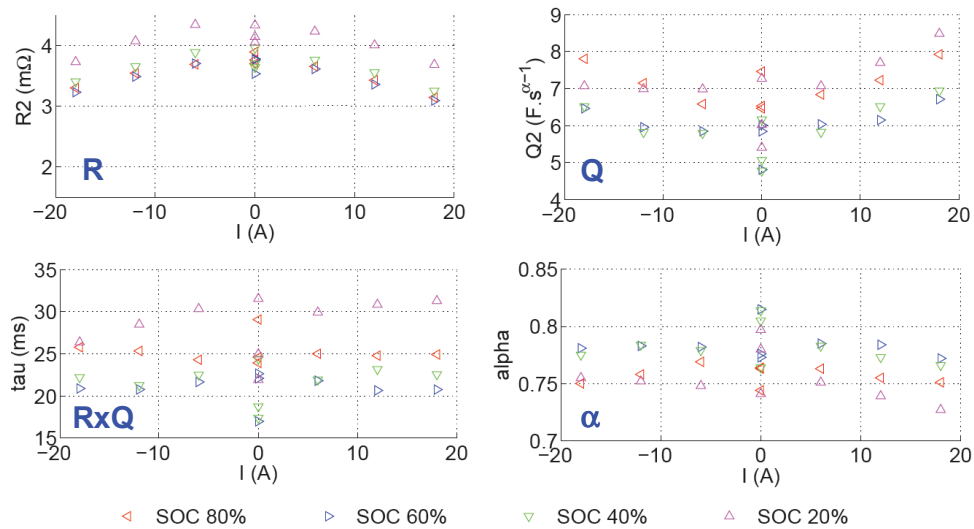 4
3
2
R2 (mΩ)
R
−20
−10
0
10
20
I (A)
9
8
7
6
5
4
Q2 (F.s^α−1)
Q
−20
−10
0
10
20
I (A)
35
30
25
20
15
tau (ms)
RxQ
−20
−10
0
10
20
I (A)
0.85
0.8
0.75
0.7
alpha
α
−20
−10
0
10
20
I (A)
SOC 80%
SOC 60%
SOC 40%
SOC 20%